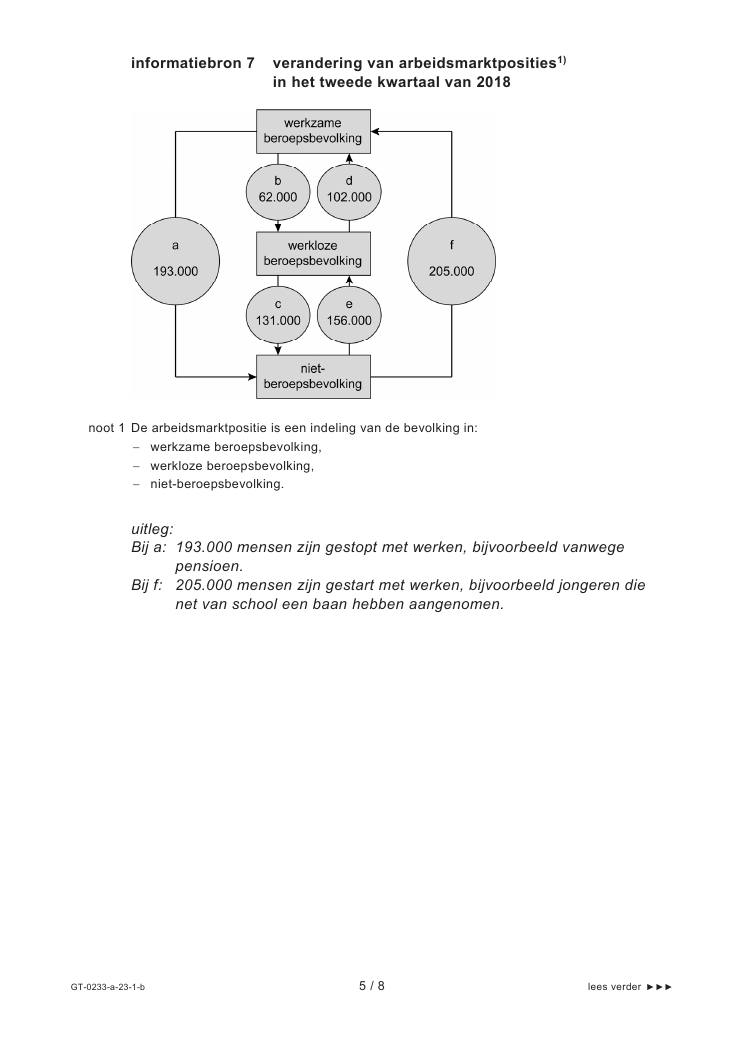 informatiebron 7 verandering van arbeidsmarktposities1)
in het tweede kwartaal van 2018
werkzame
beroepsbevolking
b
62.000
d
102.000
a
193.000
werkloze
beroepsbevolking
f
205.000
c
131.000
e
156.000
niet-
beroepsbevolking
noot 1 De arbeidsmarktpositie is een indeling van de bevolking in:
– werkzame beroepsbevolking,
– werkloze beroepsbevolking,
– niet-beroepsbevolking.
uitleg:
Bij a: 193.000 mensen zijn gestopt met werken, bijvoorbeeld vanwege
pensioen.
Bij f: 205.000 mensen zijn gestart met werken, bijvoorbeeld jongeren die
net van school een baan hebben aangenomen.
GT-0233-a-23-1-b 5 / 8 lees verder ►►►